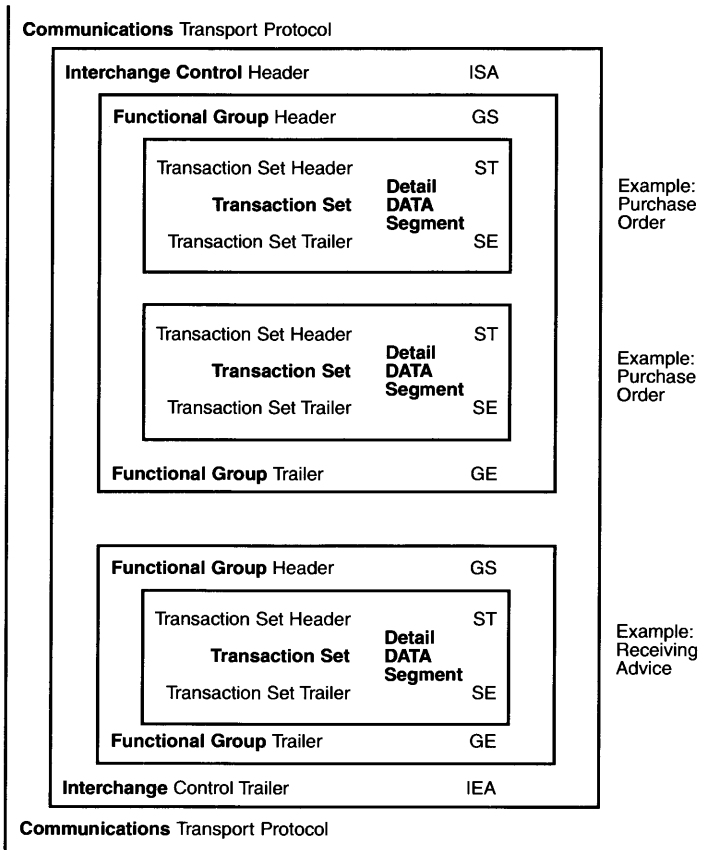 Communications Transport Protocol
Interchange Control Header ISA
Functional Group Header GS
Transaction Set Header ST
Transaction Set
Detail
DATA
Segment
Transaction Set Trailer SE
Example:
Purchase
Order
Transaction Set Header ST
Transaction Set
Detail
DATA
Segment
Transaction Set Trailer SE
Example:
Purchase
Order
Functional Group Trailer GE
Functional Group Header GS
Transaction Set Header ST
Transaction Set
Detail
DATA
Segment
Transaction Set Trailer SE
Example:
Receiving
Advice
Functional Group Trailer GE
Interchange Control Trailer IEA
Communications Transport Protocol